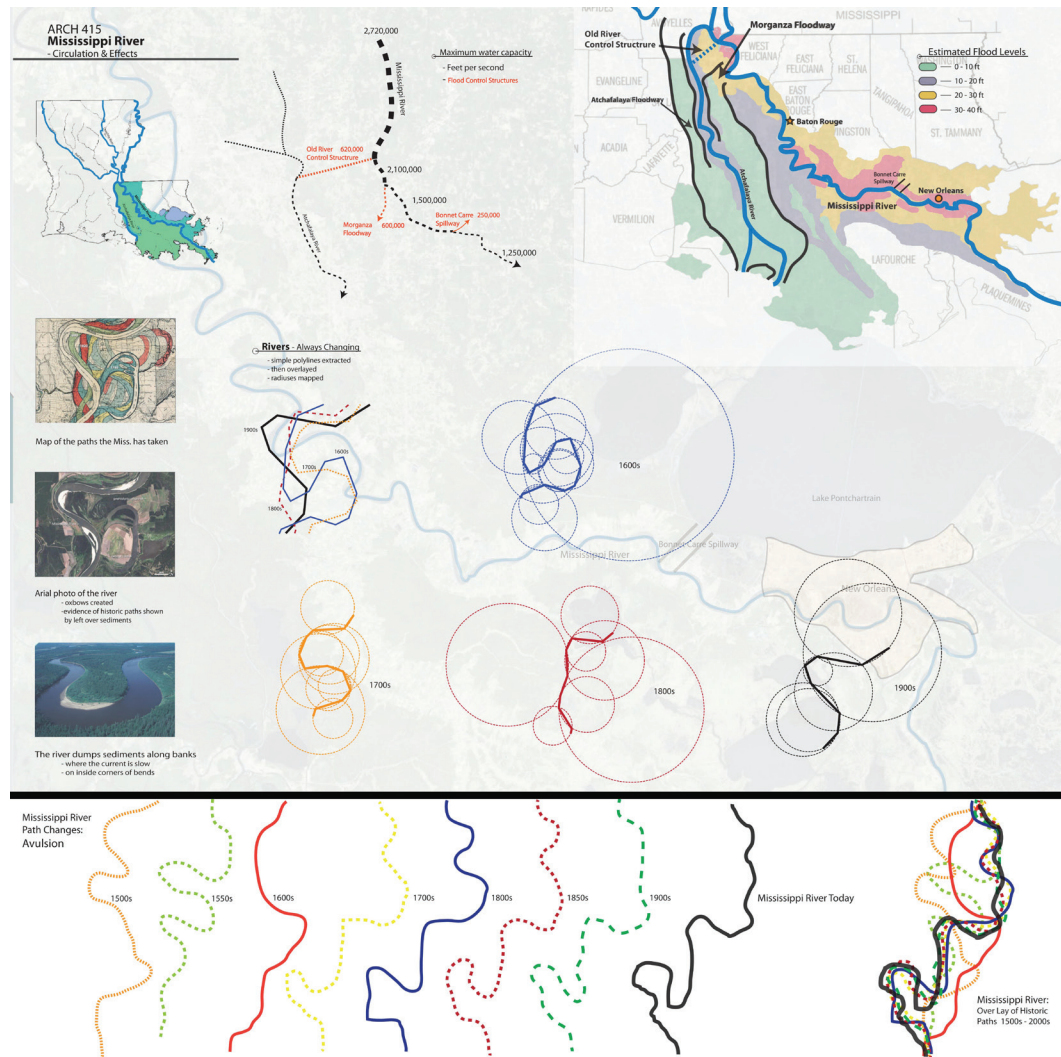 ARCH 415
Mississippi River
- Circulation & Effects
2,720,000
Mississippi River
Maximum water capacity
- Feet per second
- Flood Control Structures
Old River 620,000
Control Structure
2,100,000
1,500,000
Morganza
Floodway
600,000
Bonnet Carre
Spillway
250,000
1,250,000
Atchafalaya River
RAPIDES
AVOYELLES
MISSISSIPPI
Morganza Floodway
Old River
Control Structure
WEST
FELICIANA
EAST
FELICIANA
ST.
HELENA
EVANGELINE
Atchafalaya Floodway
EAST
BATON
ROUGE
TANGIPAHOA
Baton Rouge
ST. TAMMANY
ACADIA
LAFAYETTE
VERMILION
Atchafalaya River
Bonnet Carre
Spillway
New Orleans
Mississippi River
LAFOURCHE
PLAQUEMINES
Estimated Flood Levels
0 - 10 ft
10 - 20 ft
20 - 30 ft
30- 40 ft
Map of the paths the Miss. has taken
Arial photo of the river
- oxbows created
-evidence of historic paths shown
by left over sediments
The river dumps sediments along banks
- where the current is slow
- on inside corners of bends
Rivers - Always Changing
- simple polylines extracted
- then overlayed
- radiuses mapped
1900s
1600s
1700s
1800s
1600s
Lake Pontchartrain
Mississippi River
Bonnet Carre Spillway
New Orleans
1700s
1800s
1900s
Mississippi River
Path Changes:
Avulsion
1500s
1550s
1600s
1700s
1800s
1850s
1900s
Mississippi River Today
Mississippi River:
Over Lay of Historic
Paths 1500s - 2000s